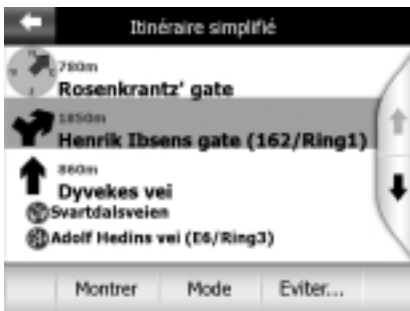 Itinéraire simplifié
780m
Rosenkrantz' gate
1850m
Henrik Ibsens gate (162/Ring1)
860m
Dyvekes vei
Svartdalsveien
Adolf Hedins vei (E6/Ring3)
Montrer Mode Eviter...